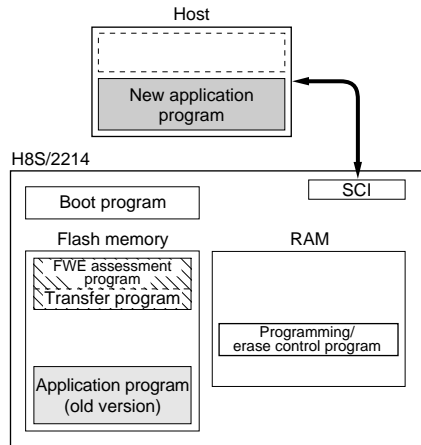 Host
New application
program
H8S/2214
SCI
Boot program
Flash memory
RAM
FWE assessment
program
Transfer program
Programming/
erase control program
Application program
(old version)